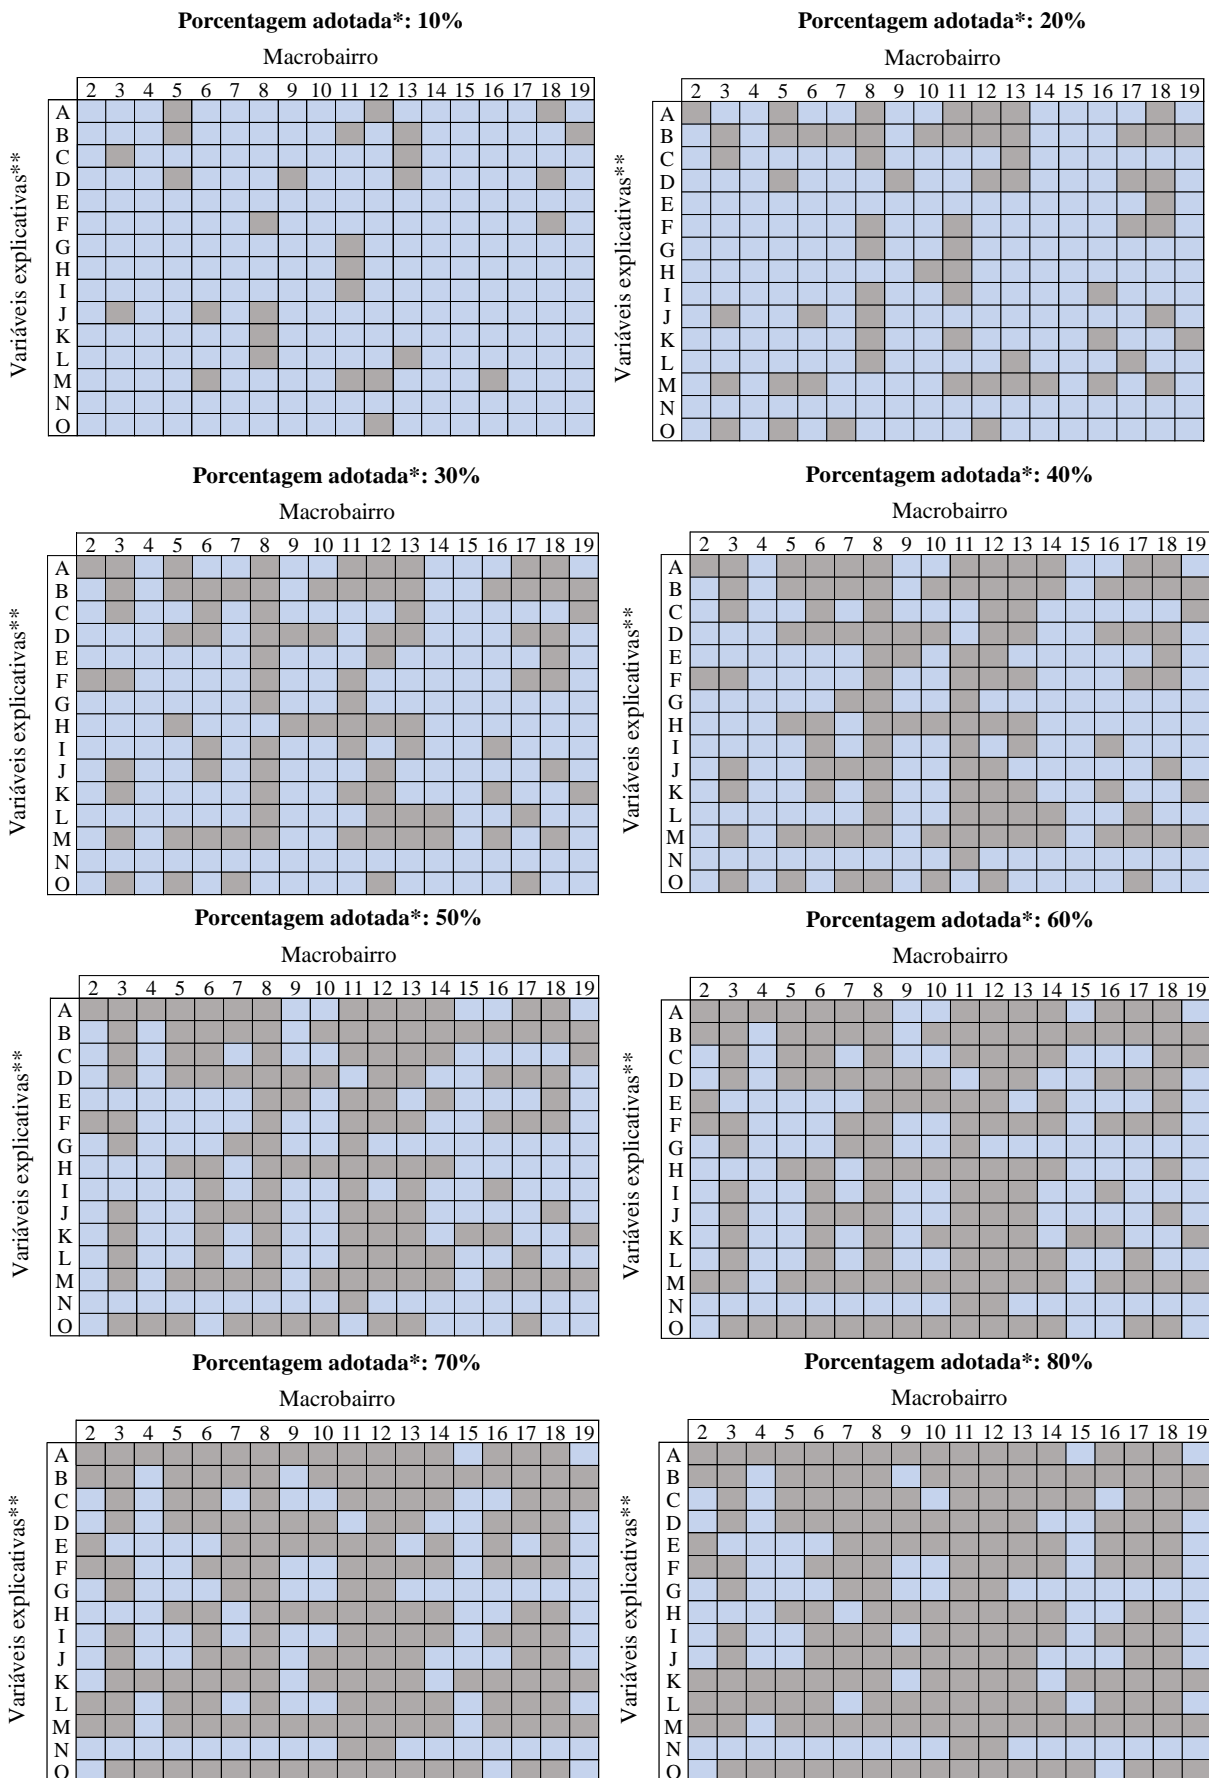 Porcentagem adotada*: 10%
Macrobairro
2 3 4 5 6 7 8 9 10 11 12 13 14 15 16 17 18 19
Variáveis explicativas**
A
B
C
D
E
F
G
H
I
J
K
L
M
N
O
Porcentagem adotada*: 20%
Macrobairro
2 3 4 5 6 7 8 9 10 11 12 13 14 15 16 17 18 19
Variáveis explicativas**
A
B
C
D
E
F
G
H
I
J
K
L
M
N
O
Porcentagem adotada*: 30%
Macrobairro
2 3 4 5 6 7 8 9 10 11 12 13 14 15 16 17 18 19
Variáveis explicativas**
A
B
C
D
E
F
G
H
I
J
K
L
M
N
O
Porcentagem adotada*: 40%
Macrobairro
2 3 4 5 6 7 8 9 10 11 12 13 14 15 16 17 18 19
Variáveis explicativas**
A
B
C
D
E
F
G
H
I
J
K
L
M
N
O
Porcentagem adotada*: 50%
Macrobairro
2 3 4 5 6 7 8 9 10 11 12 13 14 15 16 17 18 19
Variáveis explicativas**
A
B
C
D
E
F
G
H
I
J
K
L
M
N
O
Porcentagem adotada*: 60%
Macrobairro
2 3 4 5 6 7 8 9 10 11 12 13 14 15 16 17 18 19
Variáveis explicativas**
A
B
C
D
E
F
G
H
I
J
K
L
M
N
O
Porcentagem adotada*: 70%
Macrobairro
2 3 4 5 6 7 8 9 10 11 12 13 14 15 16 17 18 19
Variáveis explicativas**
A
B
C
D
E
F
G
H
I
J
K
L
M
N
O
Porcentagem adotada*: 80%
Macrobairro
2 3 4 5 6 7 8 9 10 11 12 13 14 15 16 17 18 19
Variáveis explicativas**
A
B
C
D
E
F
G
H
I
J
K
L
M
N
O